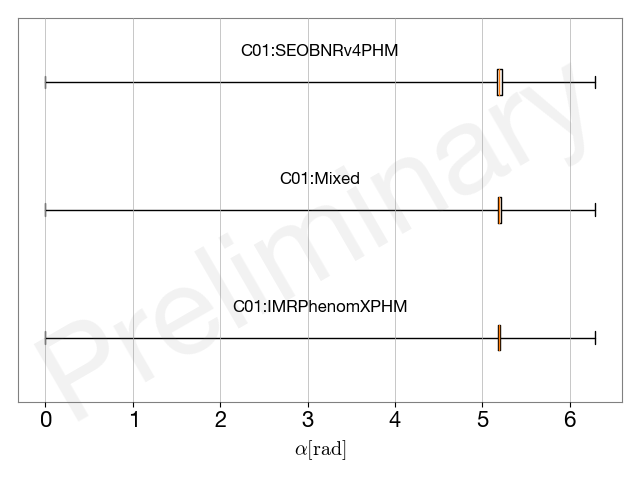 C01:SEOBNRv4PHM
C01:Mixed
C01:IMRPhenomXPHM
Preliminary
0 1 2 3 4 5 6
α[rad]